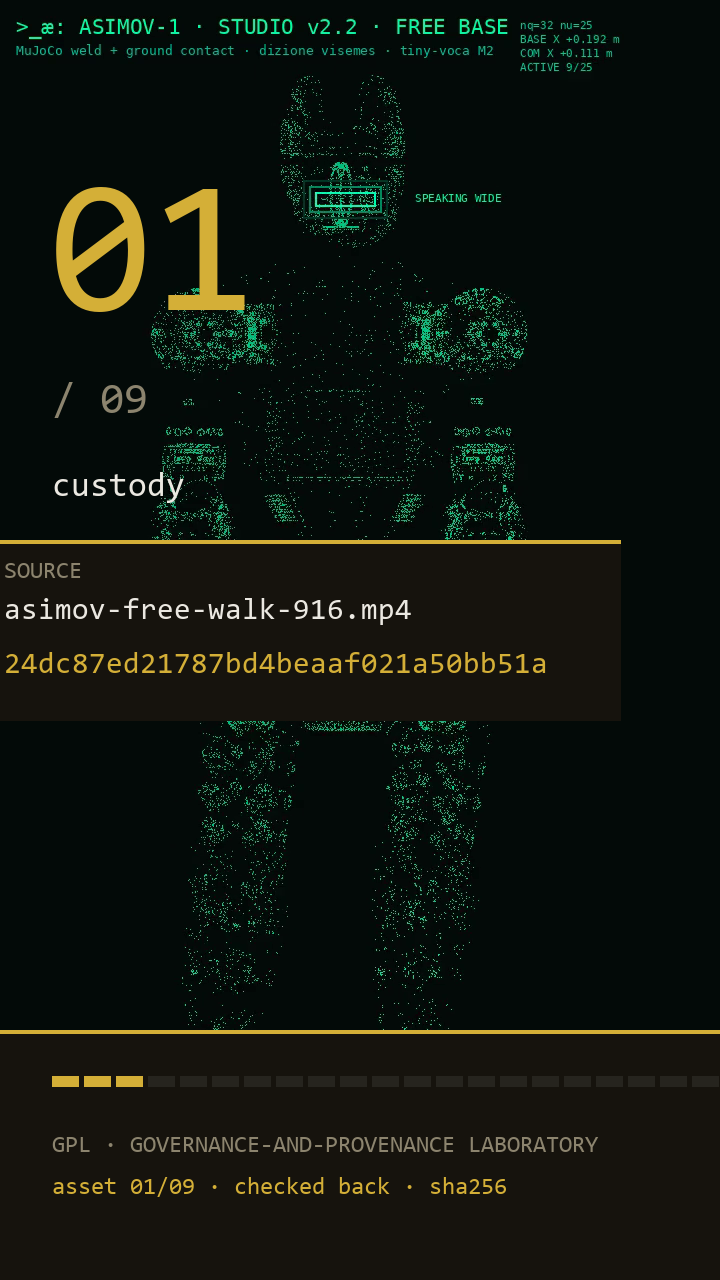 >_æ: ASIMOV-1 · STUDIO v2.2 · FREE BASE
MuJoCo weld + ground contact · dizione visemes · tiny-voca M2
nq=32 nu=25
BASE X +0.192 m
COM X +0.111 m
ACTIVE 9/25
SPEAKING WIDE
01
/ 09
custody
SOURCE
asimov-free-walk-916.mp4
24dc87ed21787bd4beaaf021a50bb51a
GPL · GOVERNANCE-AND-PROVENANCE LABORATORY
asset 01/09 · checked back · sha256